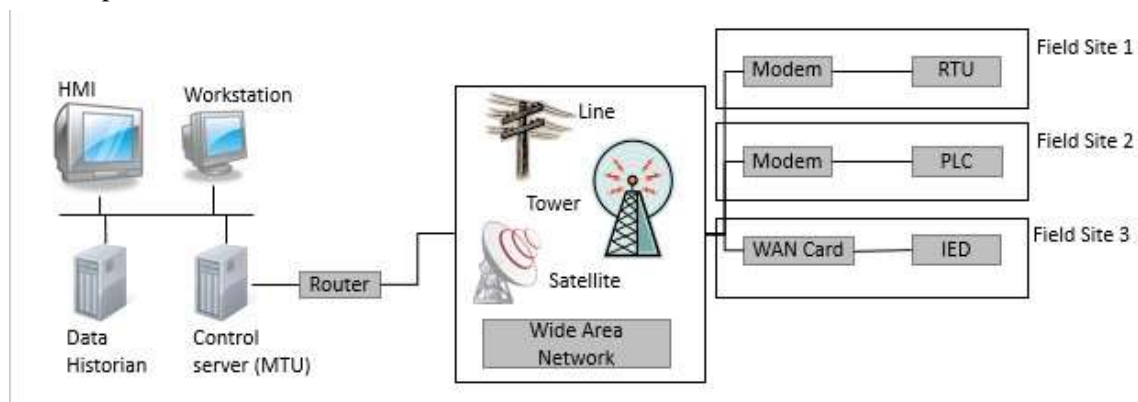 HMI
Workstation
Data
Historian
Control
server (MTU)
Router
Line
Tower
Satellite
Wide Area
Network
Modem
RTU
Field Site 1
Modem
PLC
Field Site 2
WAN Card
IED
Field Site 3